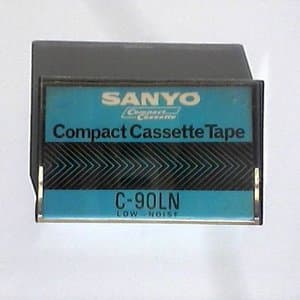 SANYO
Compact
Cassette
Compact Cassette Tape
C-90LN
LOW-NOISE